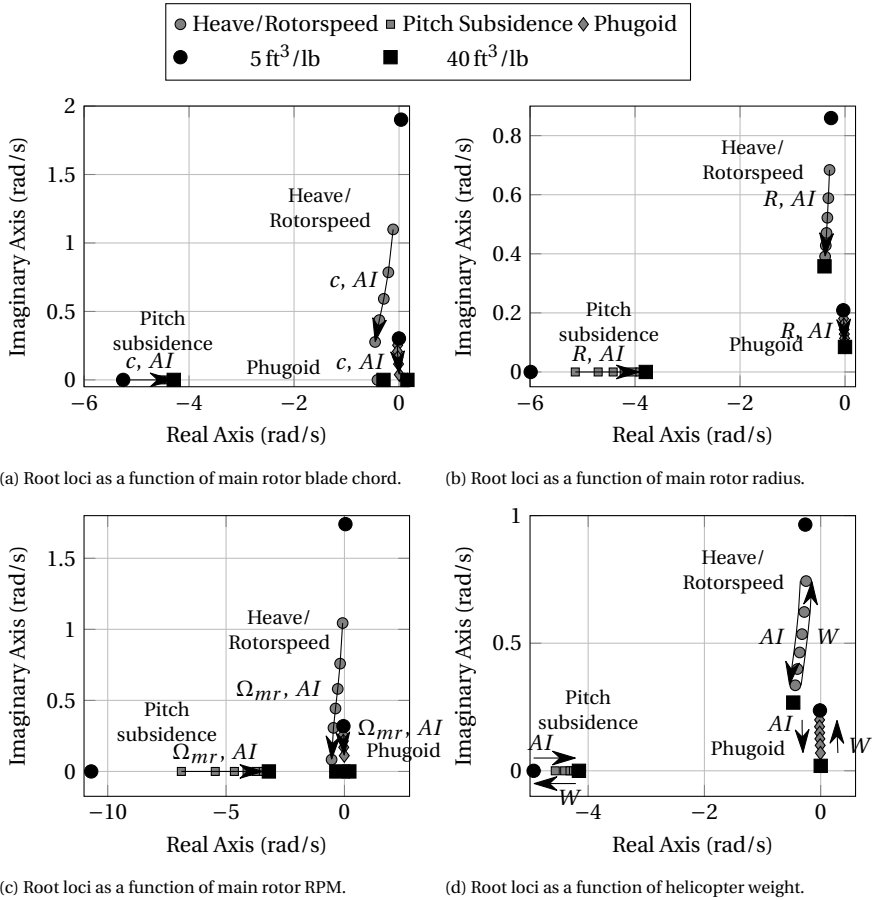 Heave/Rotorspeed Pitch Subsidence Phugoid
5 ft³/lb 40 ft³/lb
2
1.5
1
0.5
0
−6
−4
−2
0
Imaginary Axis (rad/s)
Real Axis (rad/s)
Heave/
Rotorspeed
c, AI
Pitch
subsidence
c, AI
Phugoid
c, AI
(a) Root loci as a function of main rotor blade chord.
0.8
0.6
0.4
0.2
0
−6
−4
−2
0
Imaginary Axis (rad/s)
Real Axis (rad/s)
Heave/
Rotorspeed
R, AI
Pitch
subsidence
R, AI
R, AI
Phugoid
(b) Root loci as a function of main rotor radius.
1.5
1
0.5
0
−10
−5
0
Imaginary Axis (rad/s)
Real Axis (rad/s)
Heave/
Rotorspeed
Ωmr, AI
Pitch
subsidence
Ωmr, AI
Ωmr, AI
Phugoid
(c) Root loci as a function of main rotor RPM.
1
0.5
0
−4
−2
0
Imaginary Axis (rad/s)
Real Axis (rad/s)
Heave/
Rotorspeed
AI
W
Pitch
subsidence
AI
W
AI
Phugoid
W
(d) Root loci as a function of helicopter weight.